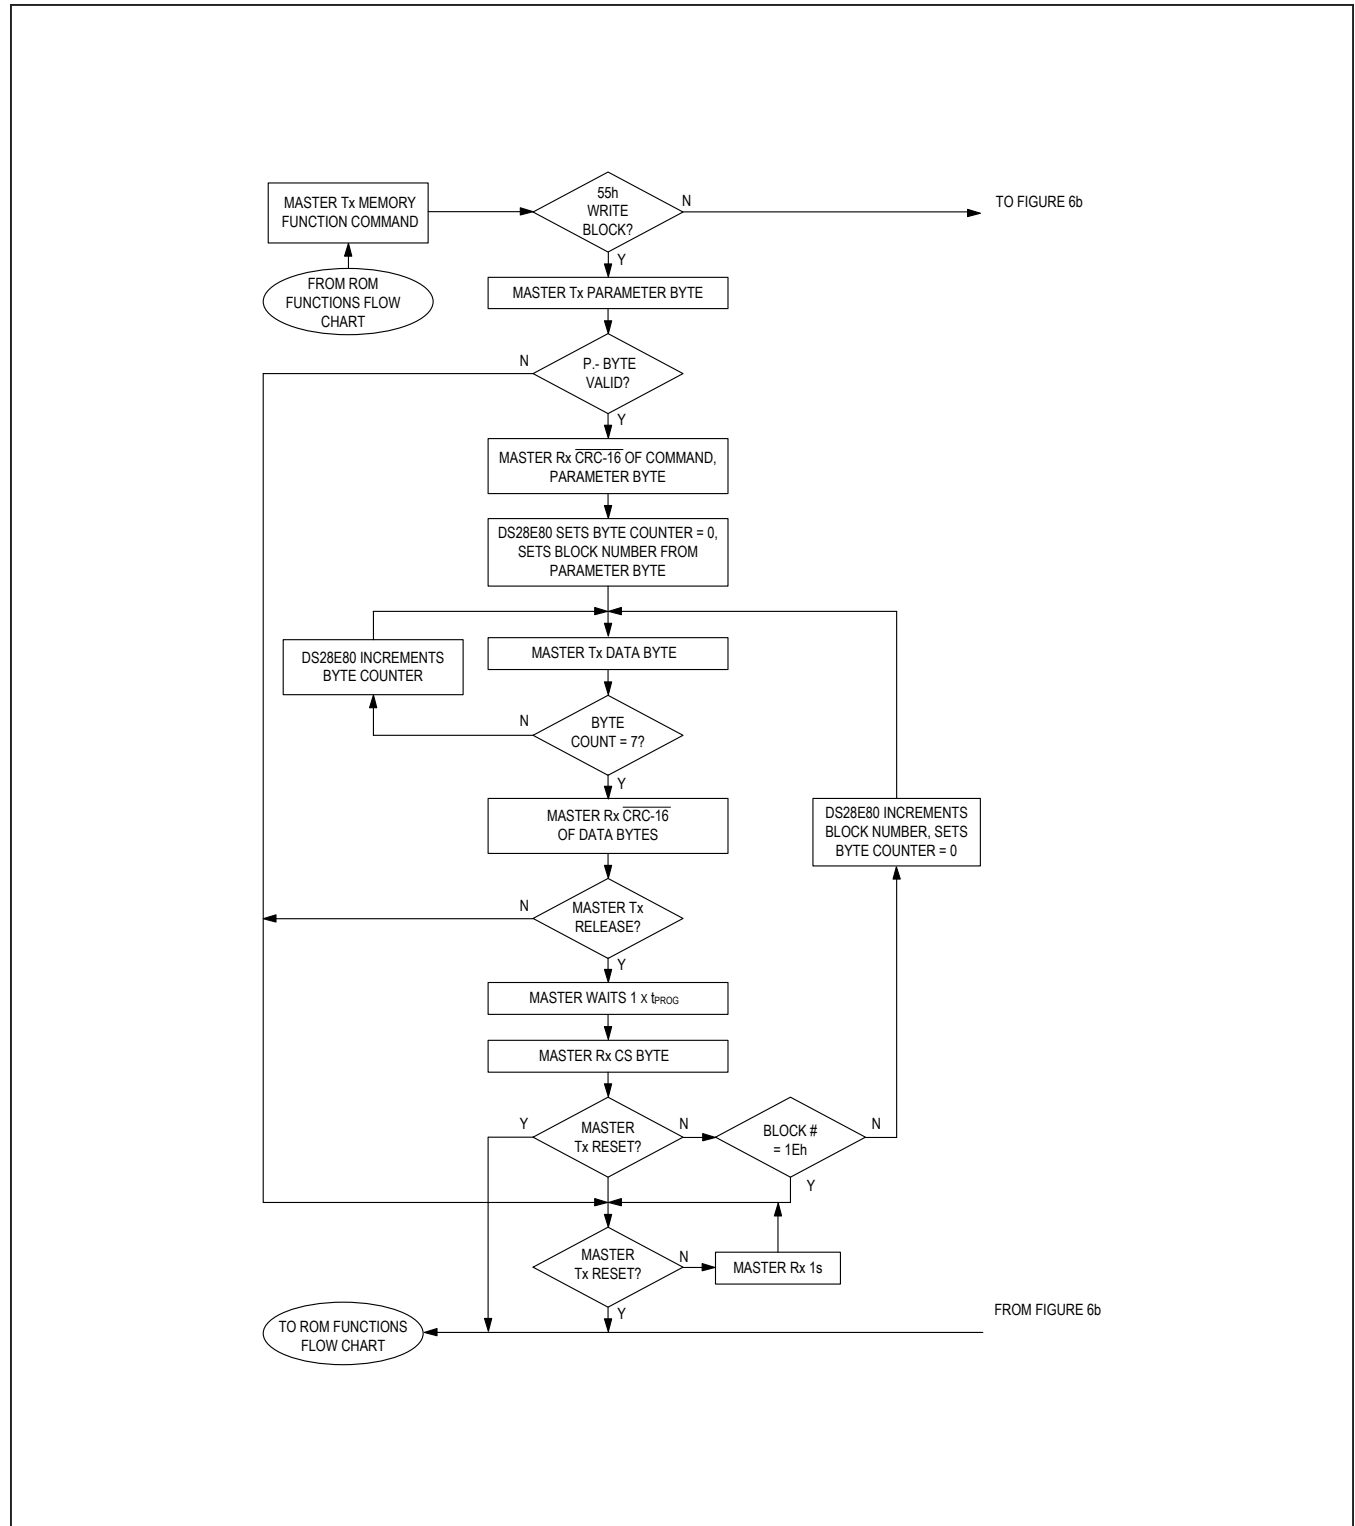 55h
WRITE
BLOCK?
N
TO FIGURE 6b
MASTER Tx MEMORY
FUNCTION COMMAND
Y
FROM ROM
FUNCTIONS FLOW
CHART
MASTER Tx PARAMETER BYTE
N
P.- BYTE
VALID?
Y
MASTER Rx CRC-16 OF COMMAND,
PARAMETER BYTE
DS28E80 SETS BYTE COUNTER = 0,
SETS BLOCK NUMBER FROM
PARAMETER BYTE
DS28E80 INCREMENTS
BYTE COUNTER
MASTER Tx DATA BYTE
N
BYTE
COUNT = 7?
Y
MASTER Rx CRC-16
OF DATA BYTES
DS28E80 INCREMENTS
BLOCK NUMBER, SETS
BYTE COUNTER = 0
N
MASTER Tx
RELEASE?
Y
MASTER WAITS 1 x tPROG
MASTER Rx CS BYTE
Y
MASTER
Tx RESET?
N
BLOCK #
= 1Eh
N
Y
MASTER
Tx RESET?
N
MASTER Rx 1s
Y
FROM FIGURE 6b
TO ROM FUNCTIONS
FLOW CHART